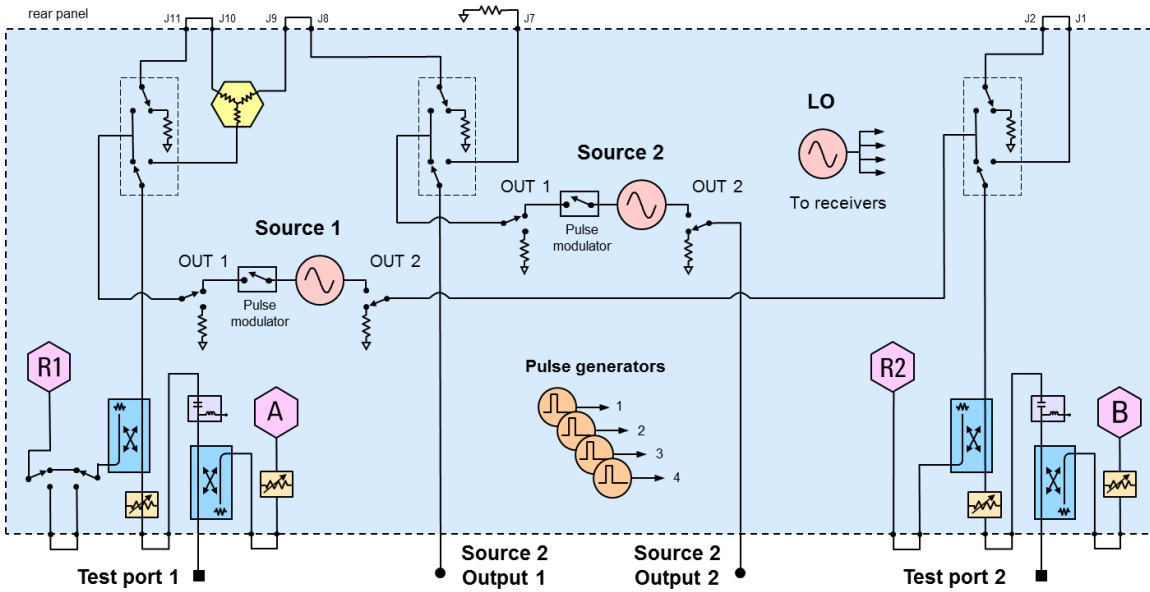 rear panel
J11
J10
J9
J8
J7
J2
J1
LO
To receivers
Source 2
OUT 1
OUT 2
Pulse
modulator
Source 1
OUT 1
OUT 2
Pulse
modulator
R1
A
Pulse generators
1
2
3
4
R2
B
Test port 1
Source 2
Output 1
Source 2
Output 2
Test port 2